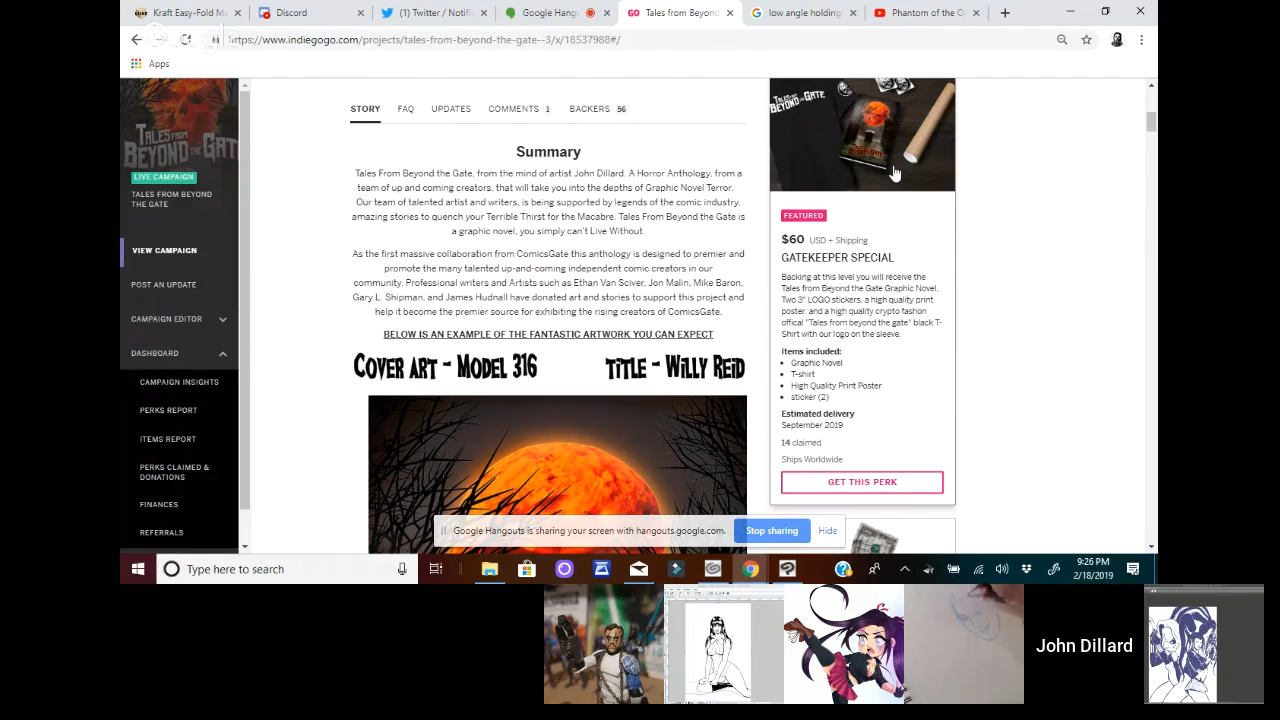 Kraft Easy-Fold M
Discord
(1) Twitter / Notifi
Google Hang
Tales from Beyond
low angle holding
Phantom of the O
https://www.indiegogo.com/projects/tales-from-beyond-the-gate--3/x/18537988#/
Apps
TALES FROM
BEYOND THE GATE
LIVE CAMPAIGN
TALES FROM BEYOND
THE GATE
VIEW CAMPAIGN
POST AN UPDATE
CAMPAIGN EDITOR
DASHBOARD
CAMPAIGN INSIGHTS
PERKS REPORT
ITEMS REPORT
PERKS CLAIMED &
DONATIONS
FINANCES
REFERRALS
STORY FAQ UPDATES COMMENTS 1 BACKERS 56
Summary
Tales From Beyond the Gate, from the mind of artist John Dillard. A Horror Anthology, from a
team of up and coming creators, that will take you into the depths of Graphic Novel Terror.
Our team of talented artist and writers, is being supported by legends of the comic industry,
amazing stories to quench your Terrible Thirst for the Macabre. Tales From Beyond the Gate is
a graphic novel, you simply can't Live Without.
As the first massive collaboration from ComicsGate this anthology is designed to premier and
promote the many talented up-and-coming independent comic creators in our
community. Professional writers and Artists such as Ethan Van Sciver, Jon Malin, Mike Baron,
Gary L. Shipman, and James Hudnall have donated art and stories to support this project and
help it become the premier source for exhibiting the rising creators of ComicsGate.
BELOW IS AN EXAMPLE OF THE FANTASTIC ARTWORK YOU CAN EXPECT
COVER ART - MODEL 316 TITLE - WILLY REID
TALES FROM
BEYOND THE GATE
FEATURED
$60 USD + Shipping
GATEKEEPER SPECIAL
Backing at this level you will receive the
Tales from Beyond the Gate Graphic Novel,
Two 3" LOGO stickers, a high quality print
poster, and a high quality crypto fashion
offical "Tales from beyond the gate" black T-
Shirt with our logo on the sleeve.
Items included:
Graphic Novel
T-shirt
High Quality Print Poster
sticker (2)
Estimated delivery
September 2019
14 claimed
Ships Worldwide
GET THIS PERK
Google Hangouts is sharing your screen with hangouts.google.com.
Stop sharing
Hide
Type here to search
9:26 PM
2/18/2019
John Dillard